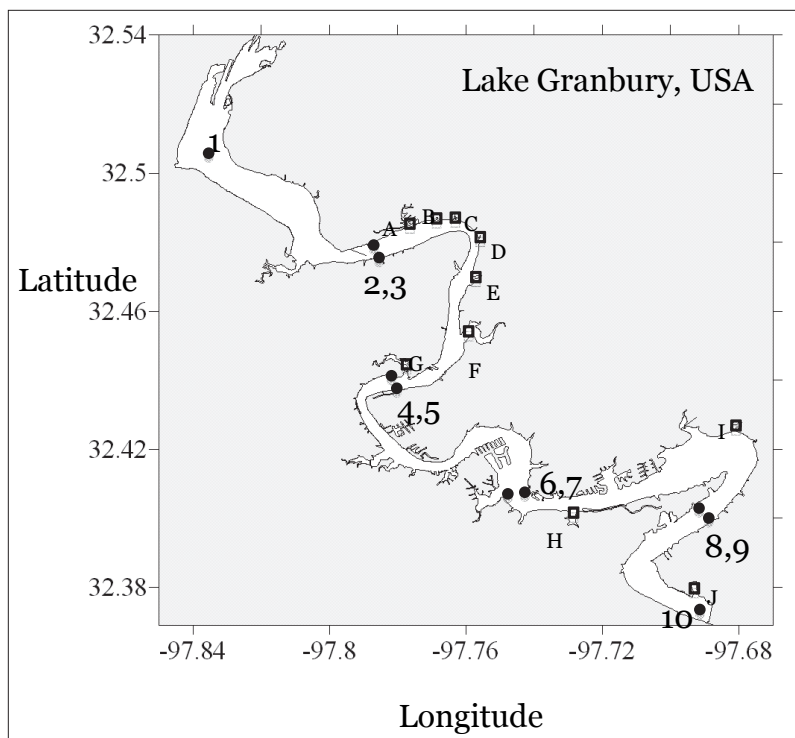 32.54
Lake Granbury, USA
1
32.5
A
B
C
D
2,3
E
Latitude
32.46
G
F
4,5
32.42
I
6,7
H
8,9
32.38
J
10
-97.84
-97.8
-97.76
-97.72
-97.68
Longitude